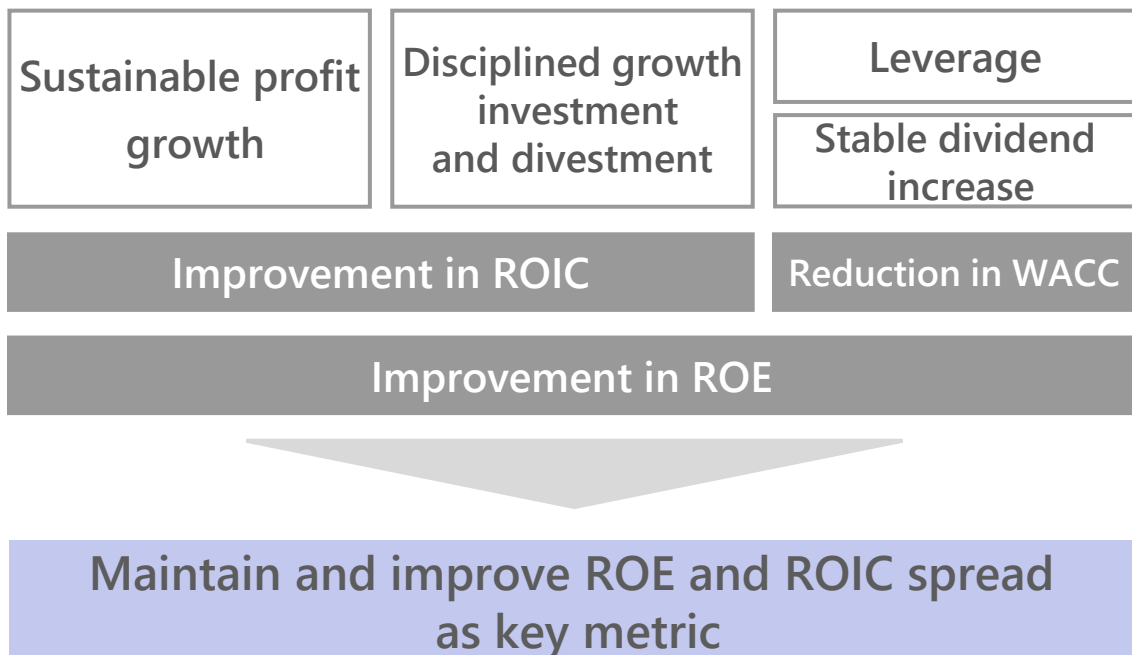 Sustainable profit
growth
Disciplined growth
investment
and divestment
Leverage
Stable dividend
increase
Improvement in ROIC
Reduction in WACC
Improvement in ROE
Maintain and improve ROE and ROIC spread
as key metric